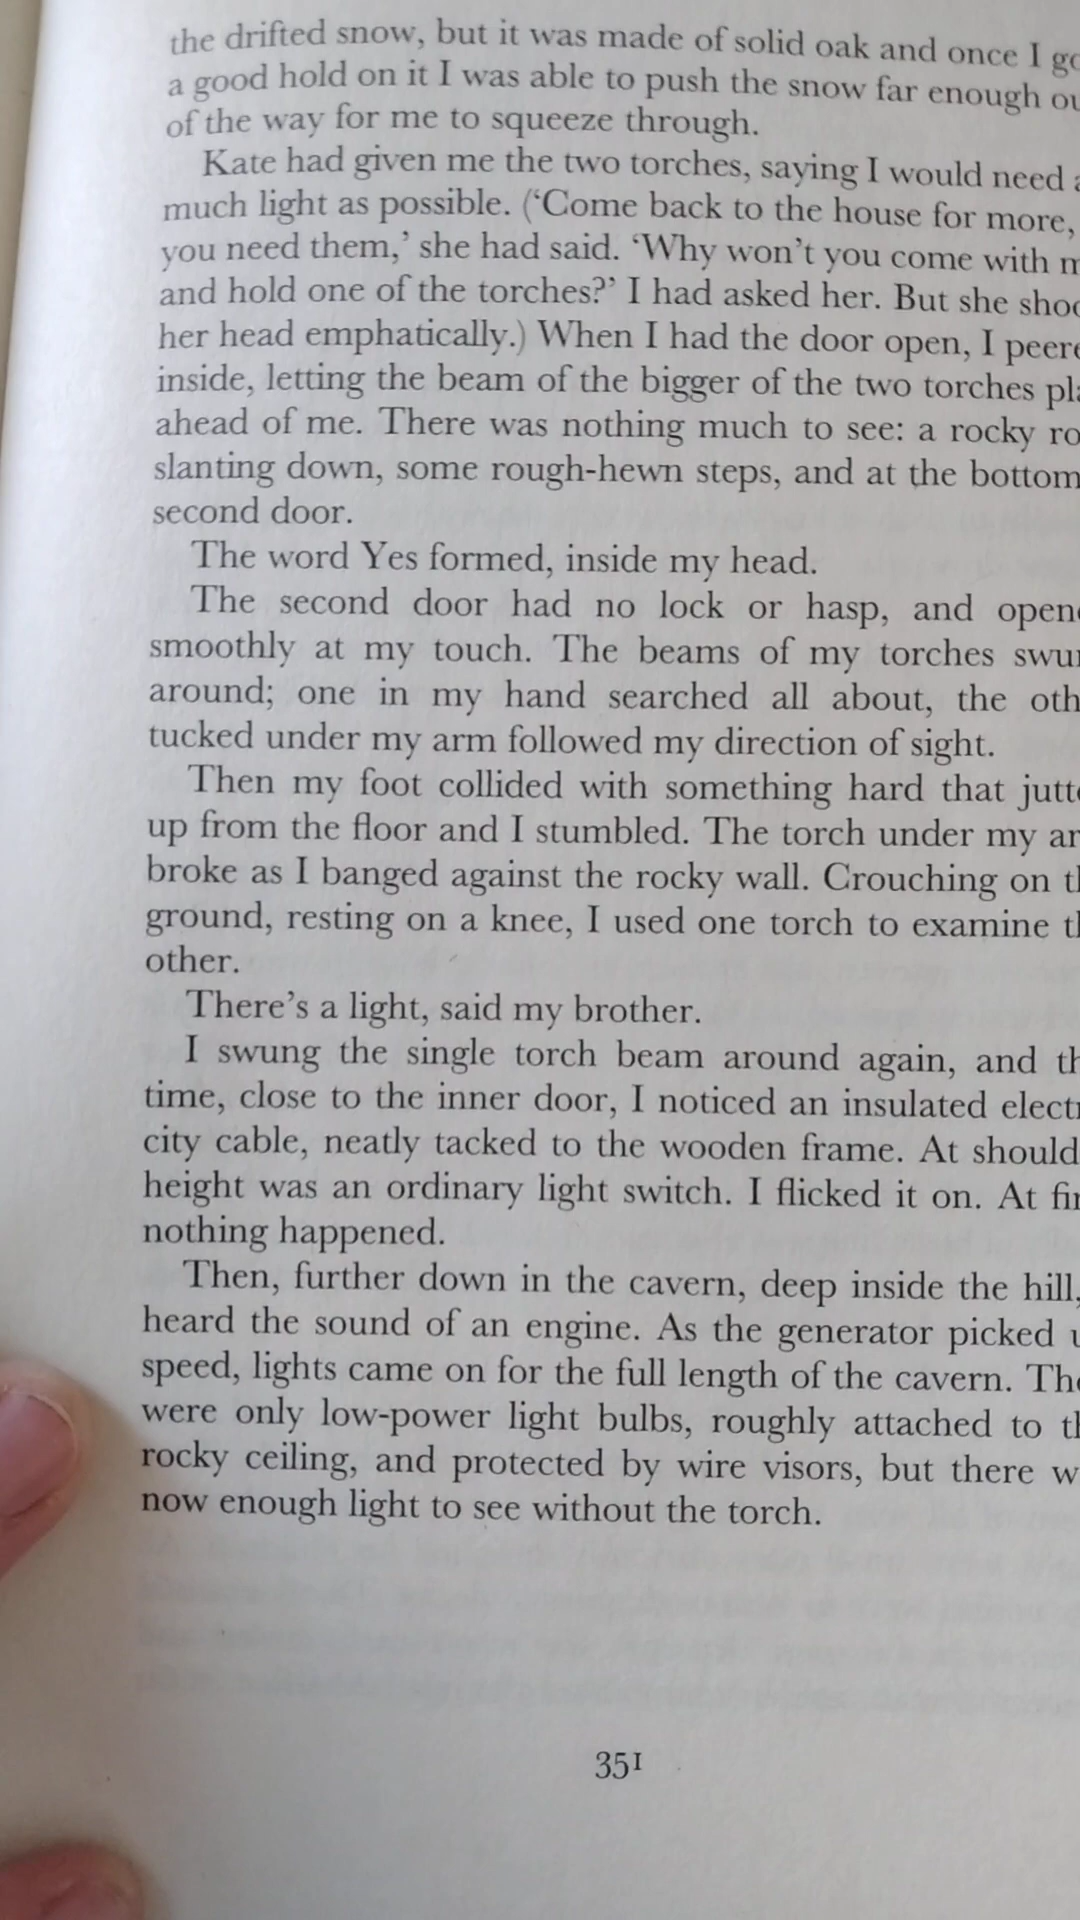 the drifted snow, but it was made of solid oak and once I
a good hold on it I was able to push the snow far enough
of the way for me to squeeze through.
Kate had given me the two torches, saying I would need
much light as possible. (‘Come back to the house for more,
you need them,’ she had said. ‘Why won’t you come with
and hold one of the torches?’ I had asked her. But she
her head emphatically.) When I had the door open, I
inside, letting the beam of the bigger of the two torches
ahead of me. There was nothing much to see: a rocky
slanting down, some rough-hewn steps, and at the bottom
second door.
The word Yes formed, inside my head.
The second door had no lock or hasp, and
smoothly at my touch. The beams of my torches
around; one in my hand searched all about, the
tucked under my arm followed my direction of sight.
Then my foot collided with something hard that
up from the floor and I stumbled. The torch under my
broke as I banged against the rocky wall. Crouching on
ground, resting on a knee, I used one torch to examine
other.
There’s a light, said my brother.
I swung the single torch beam around again, and
time, close to the inner door, I noticed an insulated
city cable, neatly tacked to the wooden frame. At
height was an ordinary light switch. I flicked it on. At
nothing happened.
Then, further down in the cavern, deep inside the hill,
heard the sound of an engine. As the generator picked
speed, lights came on for the full length of the cavern.
were only low-power light bulbs, roughly attached to
rocky ceiling, and protected by wire visors, but there
now enough light to see without the torch.
351